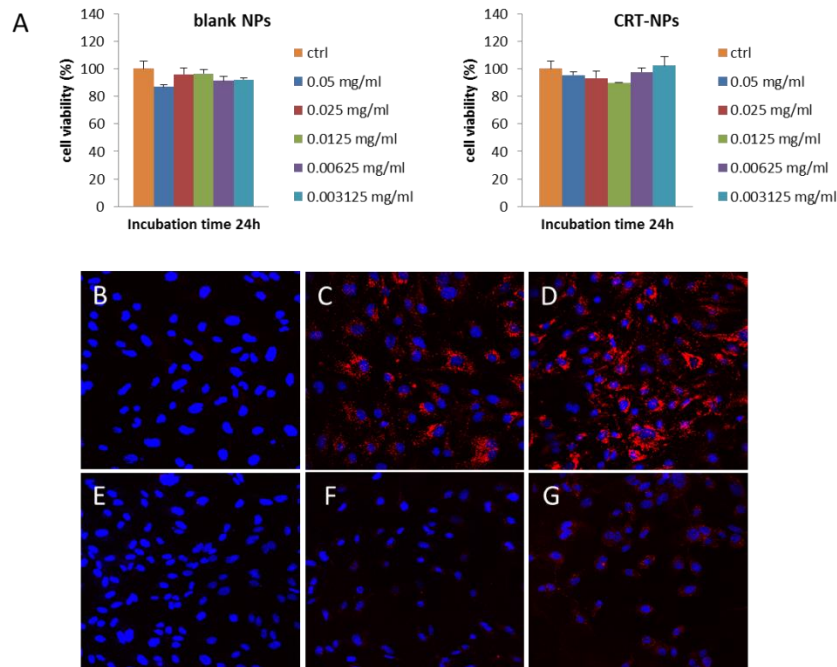 A
blank NPs
140
120
100
80
60
40
20
0
cell viability (%)
Incubation time 24h
ctrl
0.05 mg/ml
0.025 mg/ml
0.0125 mg/ml
0.00625 mg/ml
0.003125 mg/ml
CRT-NPs
140
120
100
80
60
40
20
0
cell viability (%)
Incubation time 24h
ctrl
0.05 mg/ml
0.025 mg/ml
0.0125 mg/ml
0.00625 mg/ml
0.003125 mg/ml
B
C
D
E
F
G